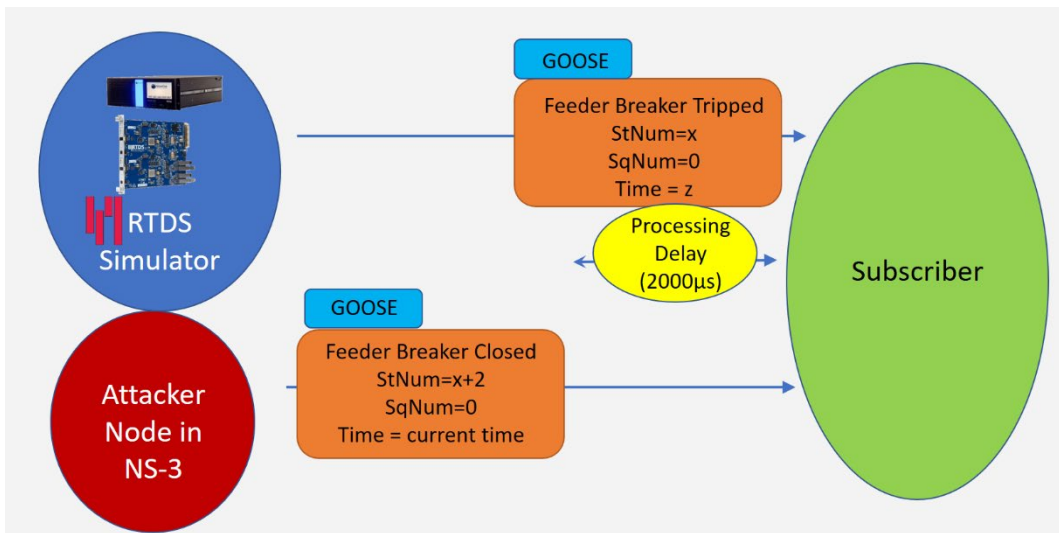 GOOSE
Feeder Breaker Tripped
StNum=x
SqNum=0
Time = z
RTDS
Simulator
Processing
Delay
(2000µs)
Subscriber
GOOSE
Feeder Breaker Closed
StNum=x+2
SqNum=0
Time = current time
Attacker
Node in
NS-3